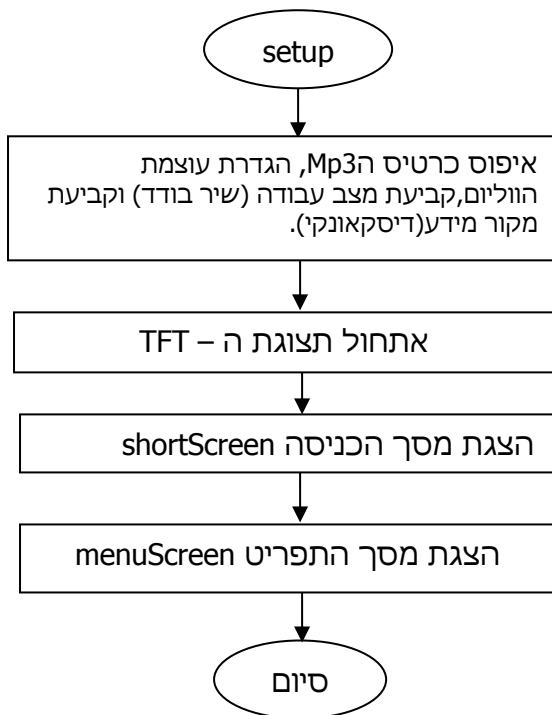 setup
איפוס כרטיס הMp3, הגדרת עוצמת
הווליום,קביעת מצב עבודה (שיר בודד) וקביעת
מקור מידע(דיסקאונקי).
אתחול תצוגת ה – TFT
הצגת מסך הכניסה shortScreen
הצגת מסך התפריט menuScreen
סיום